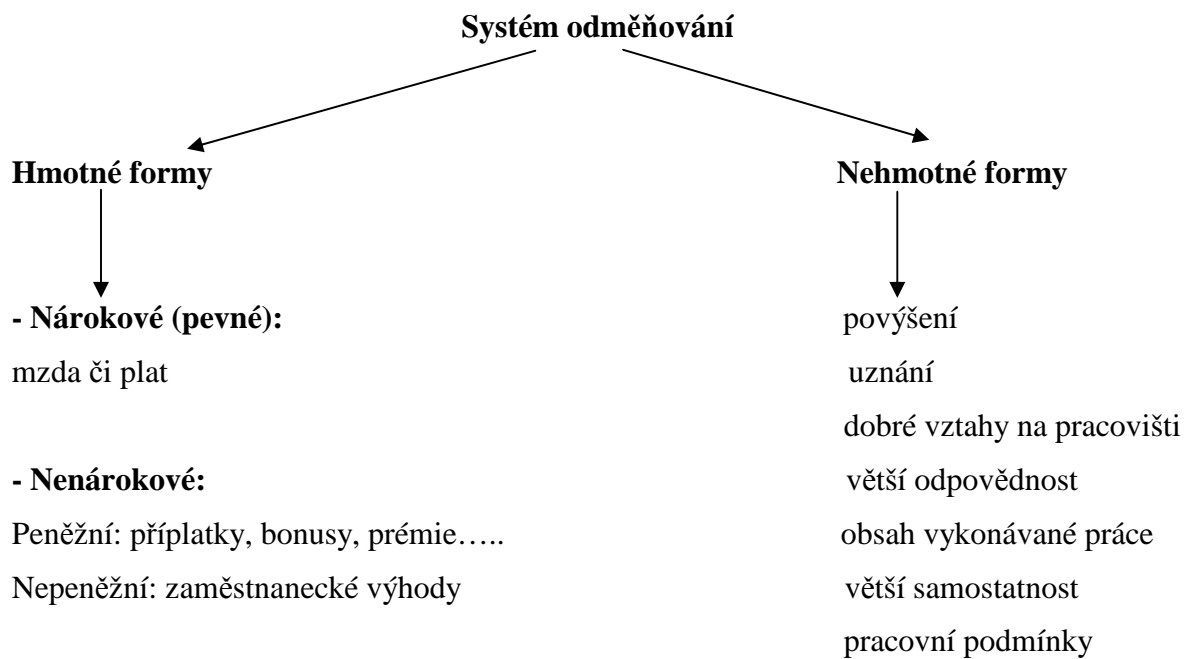 Systém odměňování
Hmotné formy
Nehmotné formy
- Nárokové (pevné):
mzda či plat
- Nenárokové:
Peněžní: příplatky, bonusy, prémie…..
Nepeněžní: zaměstnanecké výhody
povýšení
uznání
dobré vztahy na pracovišti
větší odpovědnost
obsah vykonávané práce
větší samostatnost
pracovní podmínky